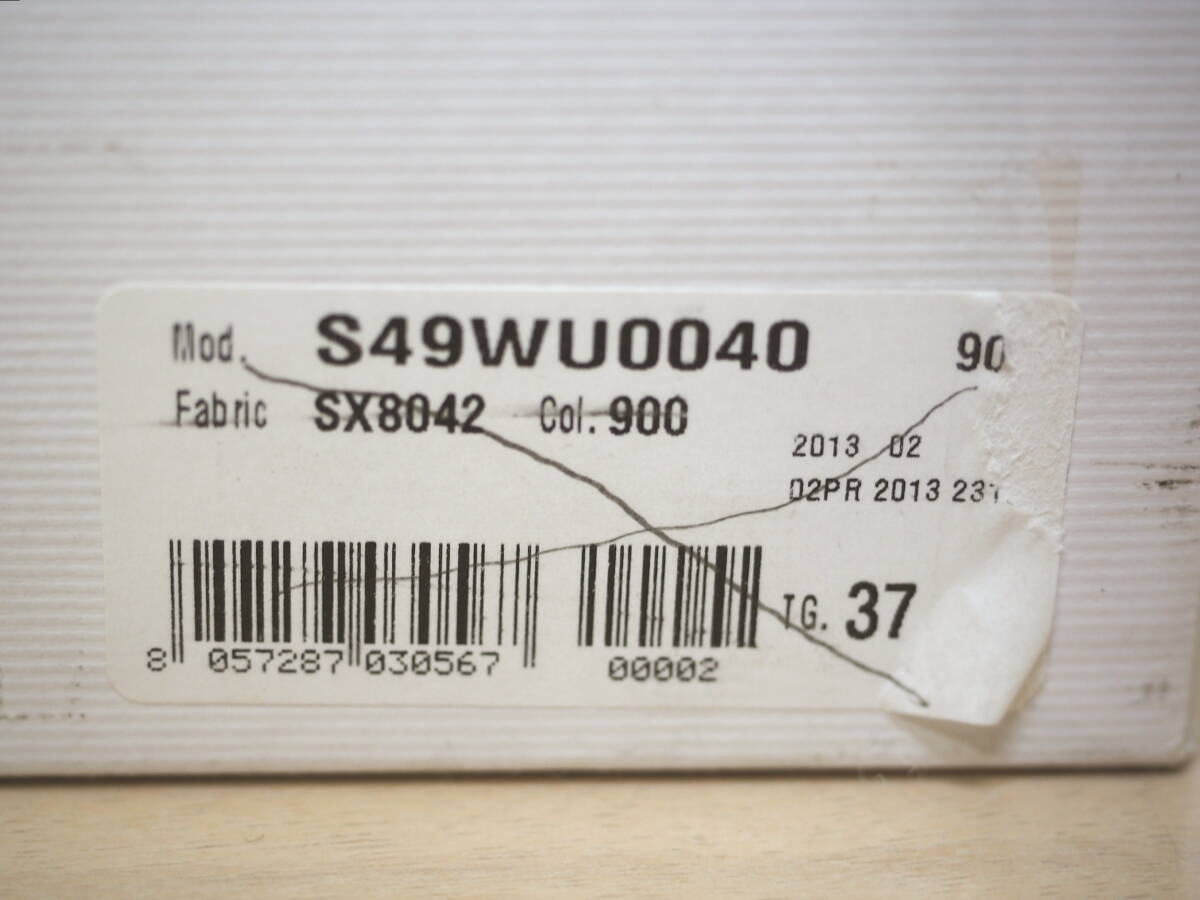 Mod. S49WU0040 90
Fabric SX8042 Col. 900
2013 02
02PR 2013 231
TG. 37
8 057287 030567 00002